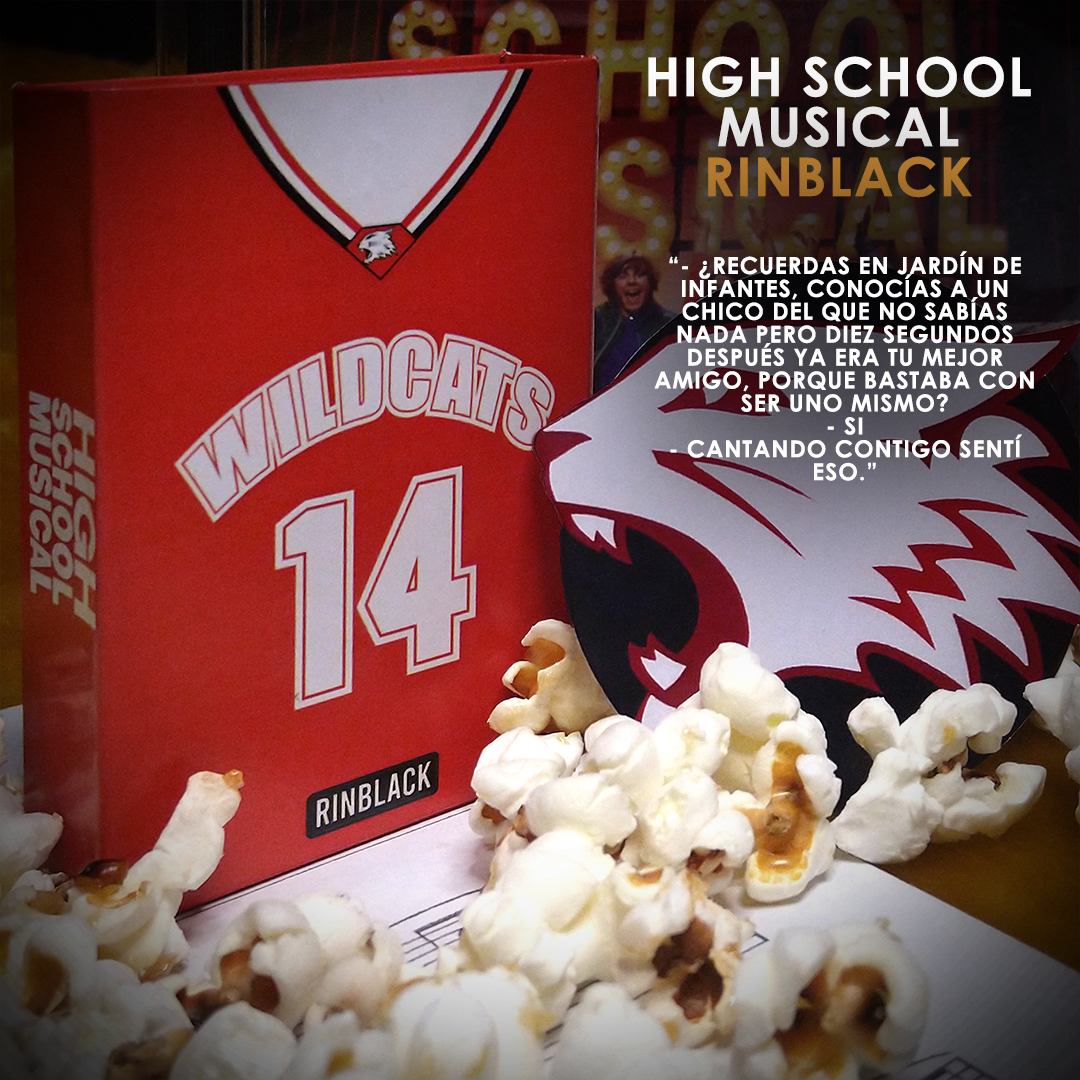 HIGH SCHOOL
MUSICAL
RINBLACK
“- ¿RECUERDAS EN JARDÍN DE
INFANTES, CONOCÍAS A UN
CHICO DEL QUE NO SABÍAS
NADA PERO DIEZ SEGUNDOS
DESPUÉS YA ERA TU MEJOR
AMIGO, PORQUE BASTABA CON
SER UNO MISMO?
- SI
- CANTANDO CONTIGO SENTÍ
ESO.”
WILDCATS
14
RINBLACK
HIGH
SCHOOL
MUSICAL
SCHOOL